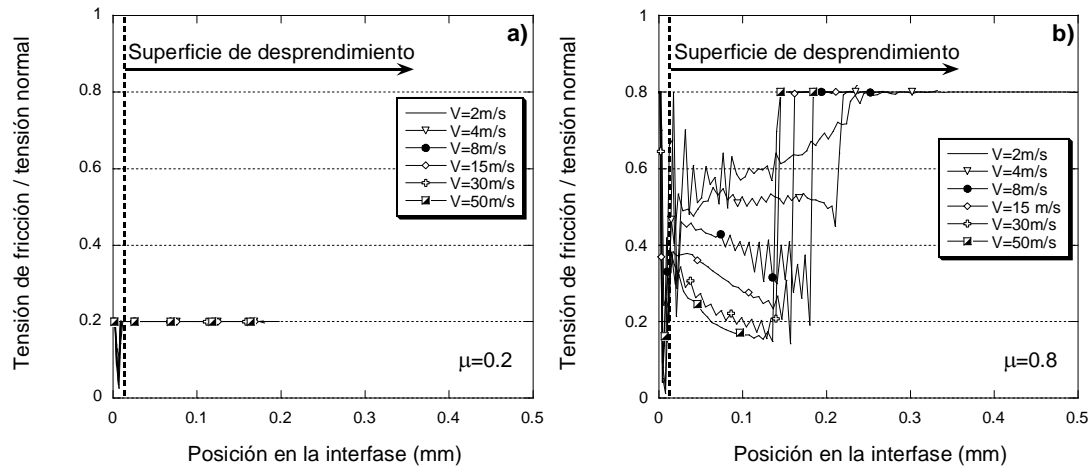 a)
Superficie de desprendimiento
Tensión de fricción / tensión normal
1
0.8
0.6
0.4
0.2
0
V=2m/s
V=4m/s
V=8m/s
V=15m/s
V=30m/s
V=50m/s
μ=0.2
0 0.1 0.2 0.3 0.4 0.5
Posición en la interfase (mm)
b)
Superficie de desprendimiento
Tensión de fricción / tensión normal
1
0.8
0.6
0.4
0.2
0
V=2m/s
V=4m/s
V=8m/s
V=15 m/s
V=30m/s
V=50m/s
μ=0.8
0 0.1 0.2 0.3 0.4 0.5
Posición en la interfase (mm)